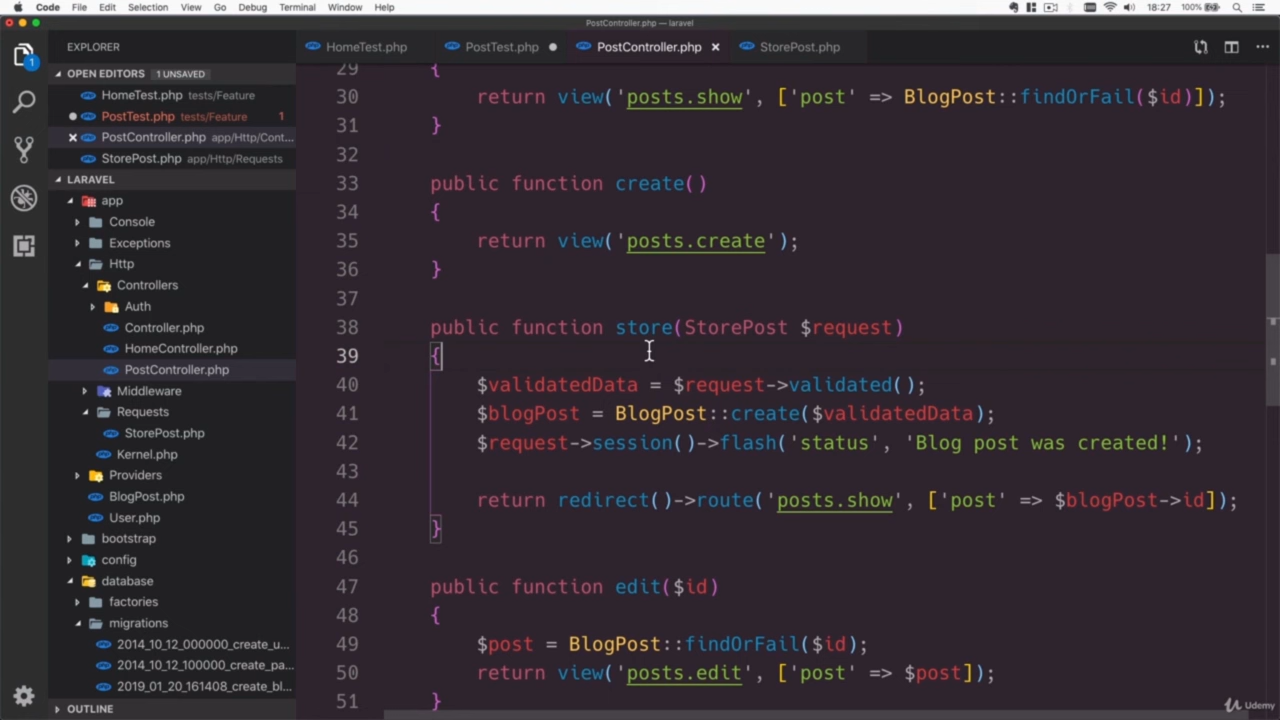 Code File Edit Selection View Go Debug Terminal Window Help 100% 18:27
PostController.php — laravel
EXPLORER
HomeTest.php PostTest.php PostController.php StorePost.php
OPEN EDITORS 1 UNSAVED
HomeTest.php tests/Feature
PostTest.php tests/Feature 1
PostController.php app/Http/Cont...
StorePost.php app/Http/Requests
LARAVEL
app
Console
Exceptions
Http
Controllers
Auth
Controller.php
HomeController.php
PostController.php
Middleware
Requests
StorePost.php
Kernel.php
Providers
BlogPost.php
User.php
bootstrap
config
database
factories
migrations
2014_10_12_000000_create_u...
2014_10_12_100000_create_pa...
2019_01_20_161408_create_bl...
OUTLINE
1
29 {
30 return view('posts.show', ['post' => BlogPost::findOrFail($id)]);
31 }
32
33 public function create()
34 {
35 return view('posts.create');
36 }
37
38 public function store(StorePost $request)
39 {
40 $validatedData = $request->validated();
41 $blogPost = BlogPost::create($validatedData);
42 $request->session()->flash('status', 'Blog post was created!');
43
44 return redirect()->route('posts.show', ['post' => $blogPost->id]);
45 }
46
47 public function edit($id)
48 {
49 $post = BlogPost::findOrFail($id);
50 return view('posts.edit', ['post' => $post]);
51 }
Udemy